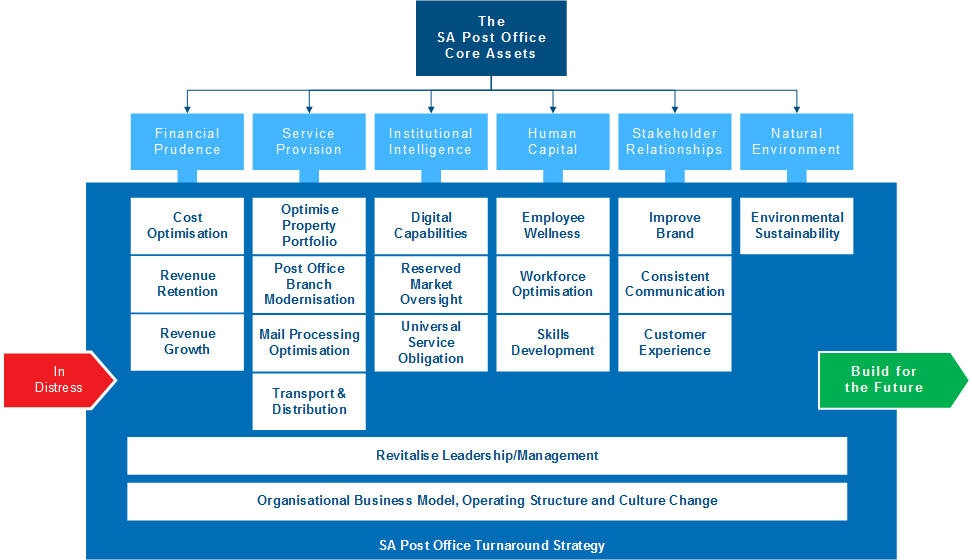 The
SA Post Office
Core Assets
Financial
Prudence
Service
Provision
Institutional
Intelligence
Human
Capital
Stakeholder
Relationships
Natural
Environment
Cost
Optimisation
Revenue
Retention
Revenue
Growth
Optimise
Property
Portfolio
Post Office
Branch
Modernisation
Mail Processing
Optimisation
Transport &
Distribution
Digital
Capabilities
Reserved
Market
Oversight
Universal
Service
Obligation
Employee
Wellness
Workforce
Optimisation
Skills
Development
Improve
Brand
Consistent
Communication
Customer
Experience
Environmental
Sustainability
In
Distress
Build for
the Future
Revitalise Leadership/Management
Organisational Business Model, Operating Structure and Culture Change
SA Post Office Turnaround Strategy